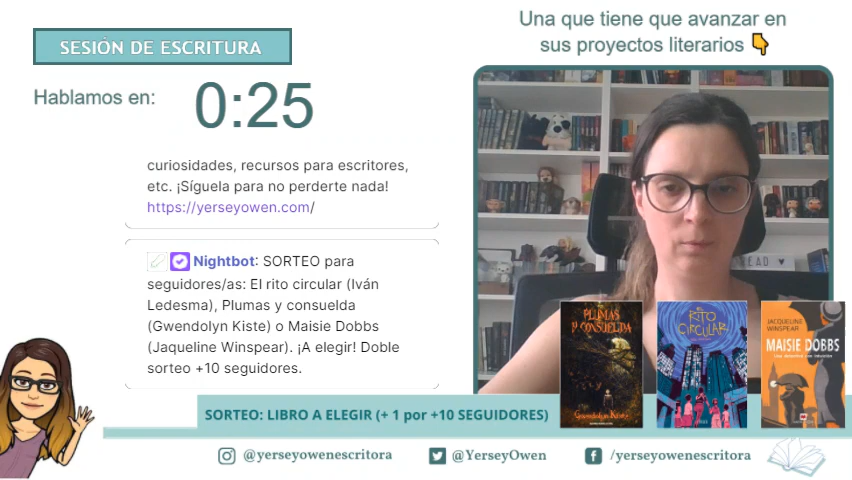 Una que tiene que avanzar en
sus proyectos literarios
SESIÓN DE ESCRITURA
Hablamos en:
0:25
curiosidades, recursos para escritores,
etc. ¡Síguela para no perderte nada!
https://yerseyowen.com/
Nightbot: SORTEO para
seguidores/as: El rito circular (Iván
Ledesma), Plumas y consuelda
(Gwendolyn Kiste) o Maisie Dobbs
(Jaqueline Winspear). ¡A elegir! Doble
sorteo +10 seguidores.
READ
PLUMAS
Y CONSUELDA
Gwendolyn Kiste
EL
RITO
CIRCULAR
JACQUELINE
WINSPEAR
MAISIE DOBBS
SORTEO: LIBRO A ELEGIR (+ 1 por +10 SEGUIDORES)
@yerseyowenescritora
@YerseyOwen
/yerseyowenescritora